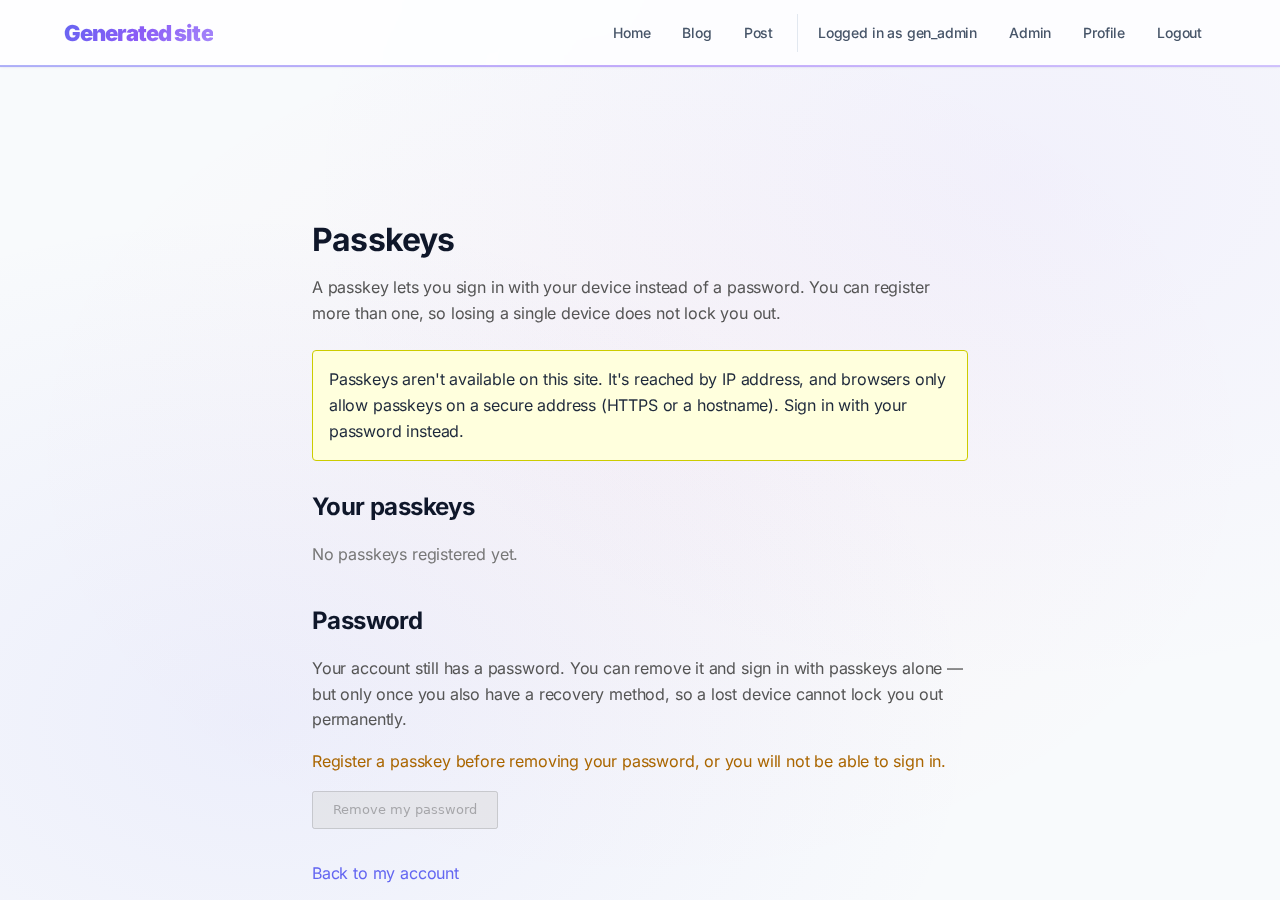 Generated site
Home Blog Post Logged in as gen_admin Admin Profile Logout
Passkeys
A passkey lets you sign in with your device instead of a password. You can register
more than one, so losing a single device does not lock you out.
Passkeys aren't available on this site. It's reached by IP address, and browsers only
allow passkeys on a secure address (HTTPS or a hostname). Sign in with your
password instead.
Your passkeys
No passkeys registered yet.
Password
Your account still has a password. You can remove it and sign in with passkeys alone —
but only once you also have a recovery method, so a lost device cannot lock you out
permanently.
Register a passkey before removing your password, or you will not be able to sign in.
Remove my password
Back to my account